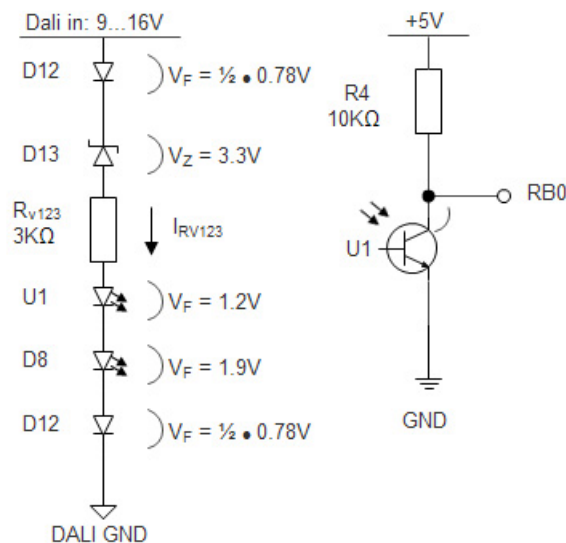 Dali in: 9...16V
D12
V_F = ½ • 0.78V
D13
V_Z = 3.3V
R_v123
3KΩ
I_RV123
U1
V_F = 1.2V
D8
V_F = 1.9V
D12
V_F = ½ • 0.78V
DALI GND
+5V
R4
10KΩ
RB0
U1
GND